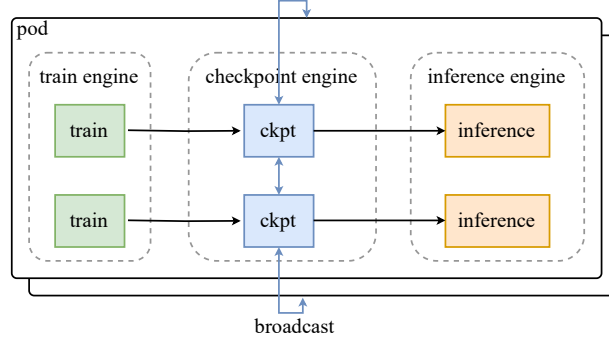 pod
train engine
checkpoint engine
inference engine
train
ckpt
inference
train
ckpt
inference
broadcast